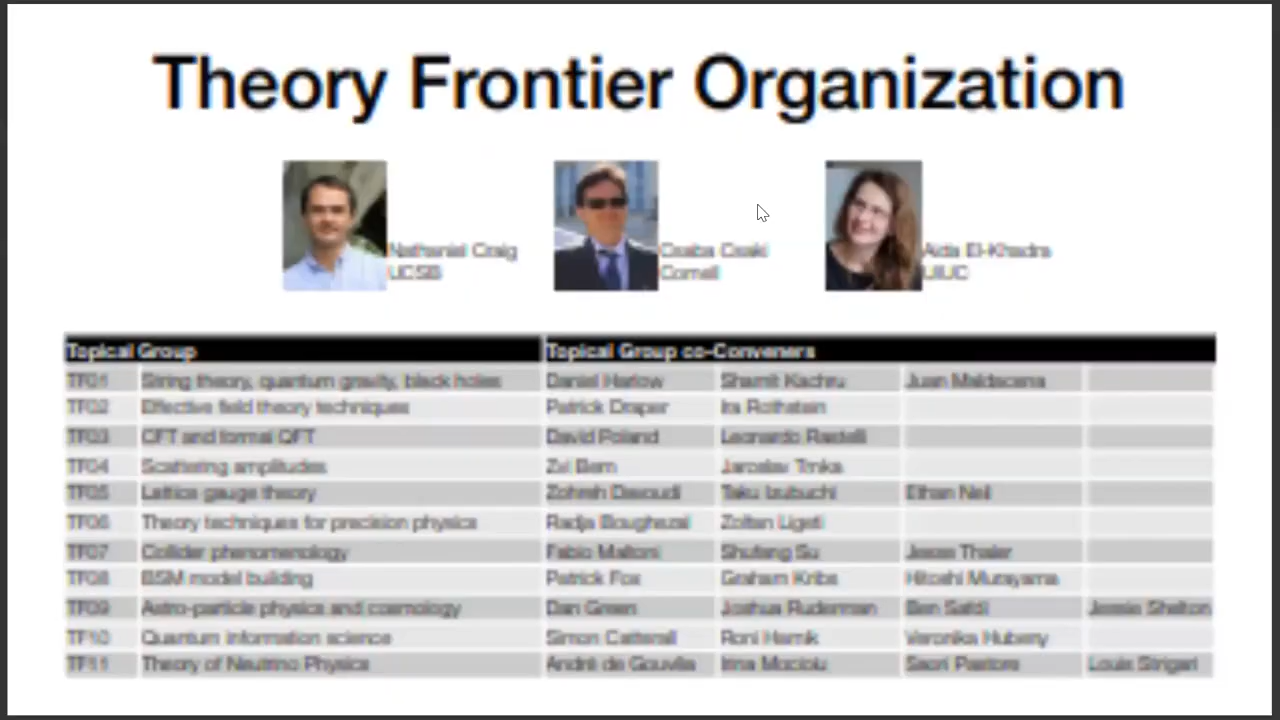 Theory Frontier Organization
Nathaniel Craig
UCSB
Csaba Csaki
Cornell
Aida El-Khadra
UIUC
Topical Group Topical Group co-Conveners
TF01 String theory, quantum gravity, black holes Daniel Harlow Shamit Kachru Juan Maldacena
TF02 Effective field theory techniques Patrick Draper Ira Rothstein
TF03 CFT and formal QFT David Poland Leonardo Rastelli
TF04 Scattering amplitudes Zvi Bern Jaroslav Trnka
TF05 Lattice gauge theory Zohreh Davoudi Taku Izubuchi Ethan Neil
TF06 Theory techniques for precision physics Radja Boughezal Zoltan Ligeti
TF07 Collider phenomenology Fabio Maltoni Shufang Su Jesse Thaler
TF08 BSM model building Patrick Fox Graham Kribs Hitoshi Murayama
TF09 Astro-particle physics and cosmology Dan Green Joshua Ruderman Ben Safdi Jessie Shelton
TF10 Quantum information science Simon Catterall Roni Harnik Veronika Hubeny
TF11 Theory of Neutrino Physics André de Gouvêa Irina Mocioiu Saori Pastore Louis Strigari